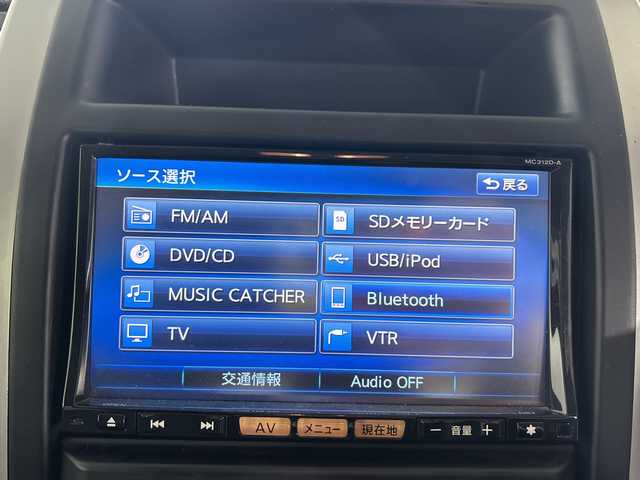 MC312D-A
ソース選択
戻る
FM/AM
SD
SDメモリーカード
DVD/CD
USB/iPod
MUSIC CATCHER
Bluetooth
TV
VTR
交通情報
Audio OFF
AV
メニュー
現在地
− 音量 +